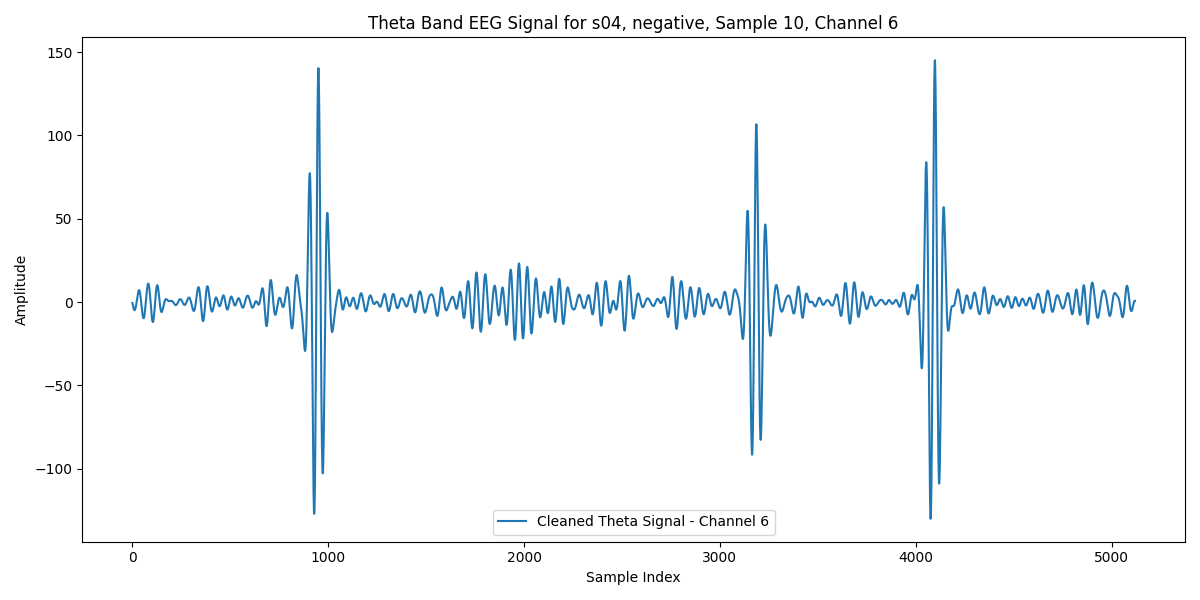 Theta Band EEG Signal for s04, negative, Sample 10, Channel 6
150
100
50
0
−50
−100
Amplitude
Cleaned Theta Signal - Channel 6
0 1000 2000 3000 4000 5000
Sample Index